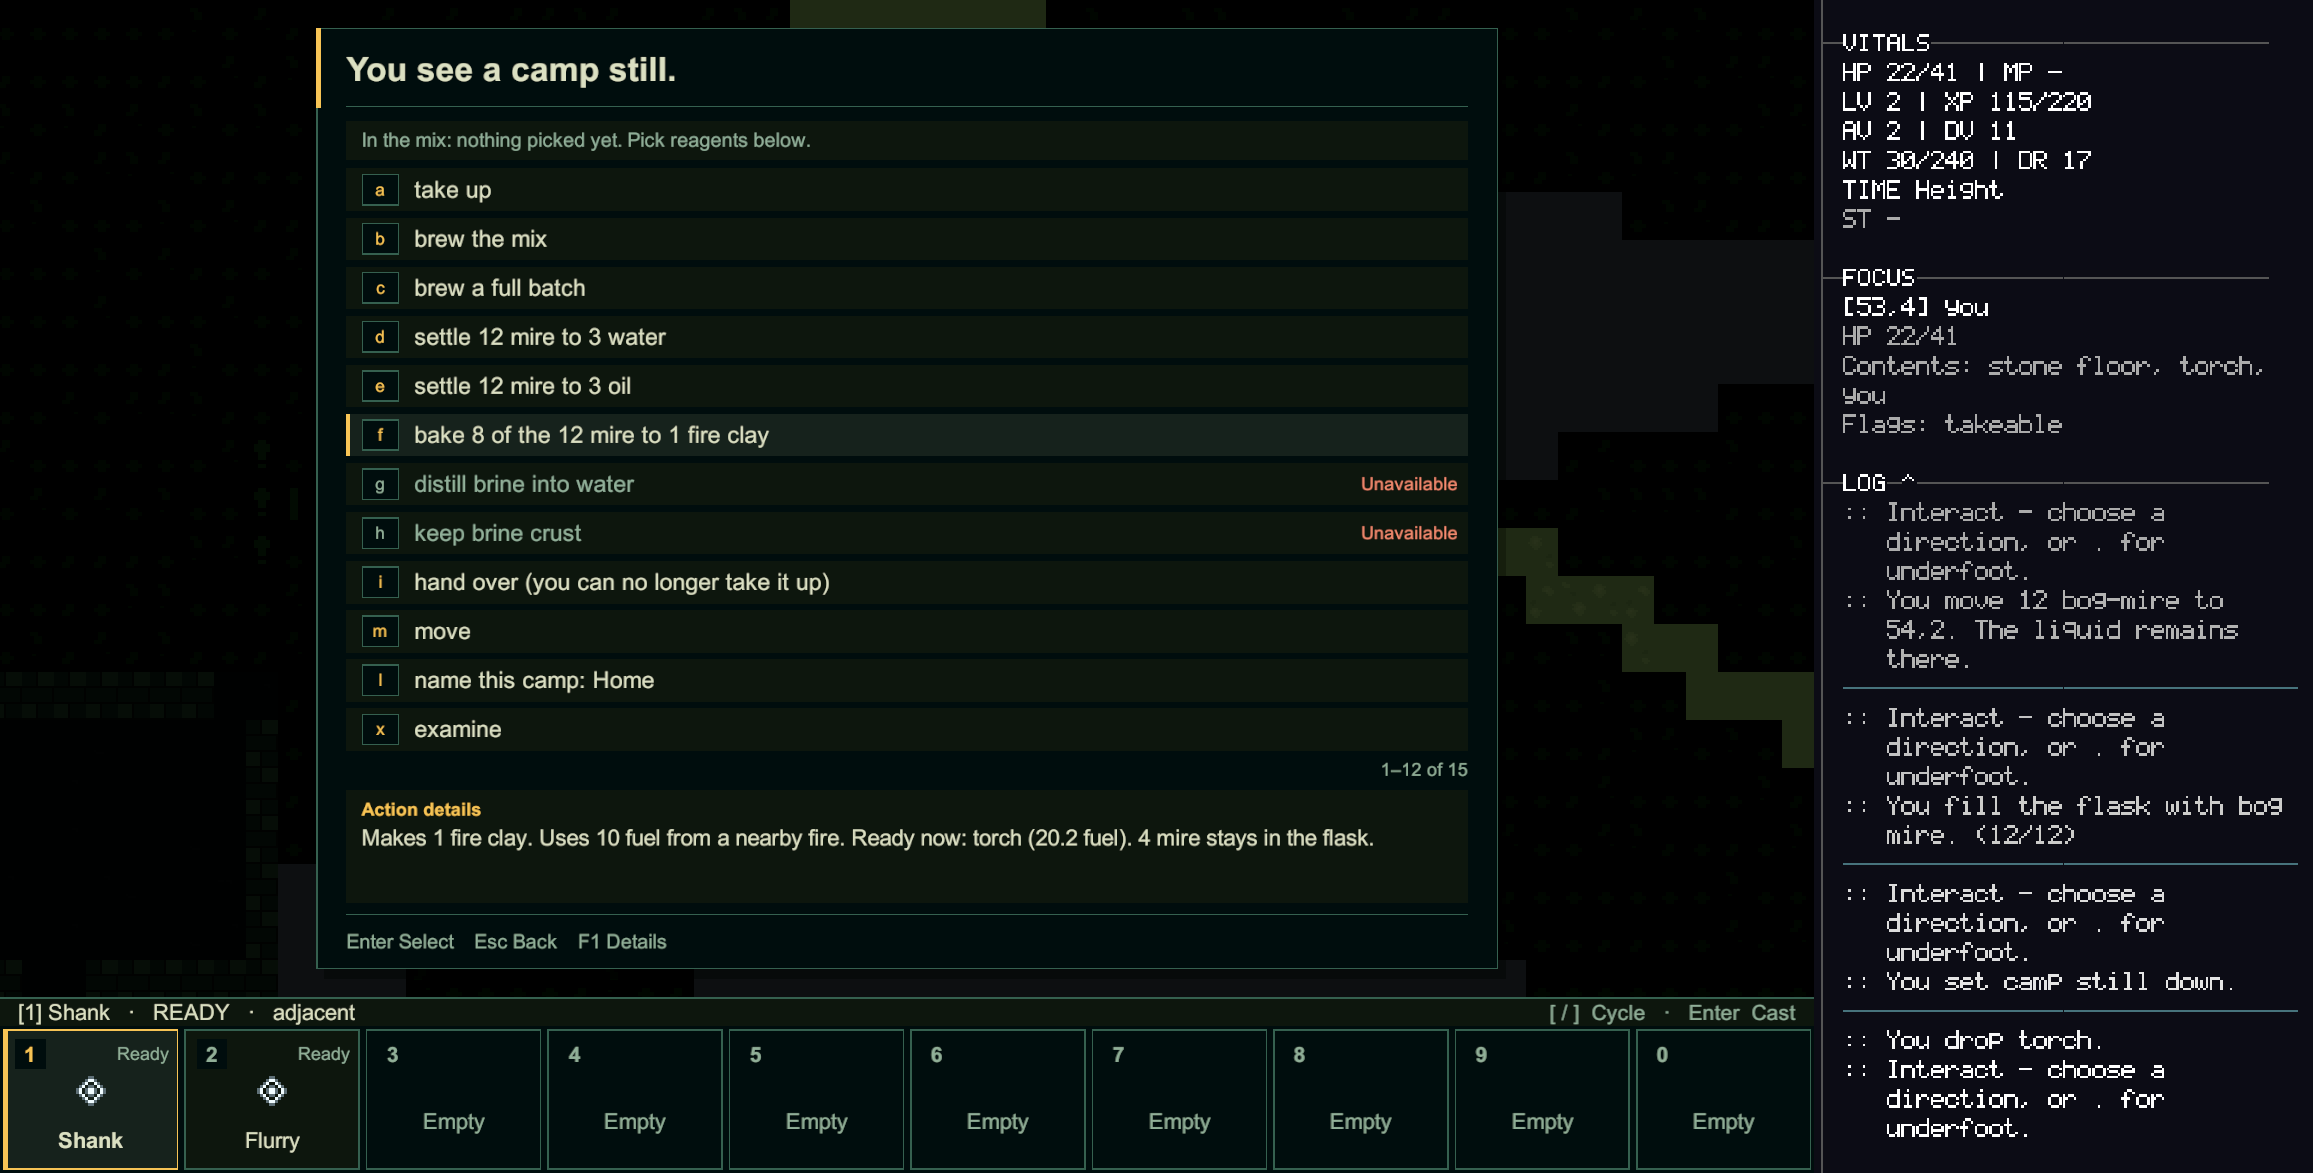 You see a camp still.
In the mix: nothing picked yet. Pick reagents below.
a take up
b brew the mix
c brew a full batch
d settle 12 mire to 3 water
e settle 12 mire to 3 oil
f bake 8 of the 12 mire to 1 fire clay
g distill brine into water Unavailable
h keep brine crust Unavailable
i hand over (you can no longer take it up)
m move
l name this camp: Home
x examine
1–12 of 15
Action details
Makes 1 fire clay. Uses 10 fuel from a nearby fire. Ready now: torch (20.2 fuel). 4 mire stays in the flask.
Enter Select Esc Back F1 Details
[1] Shank · READY · adjacent
[ / ] Cycle · Enter Cast
1 Ready
Shank
2 Ready
Flurry
3
Empty
4
Empty
5
Empty
6
Empty
7
Empty
8
Empty
9
Empty
0
Empty
VITALS
HP 22/41 | MP -
LV 2 | XP 115/220
AV 2 | DV 11
WT 30/240 | DR 17
TIME Height
ST -
FOCUS
[53,4] You
HP 22/41
Contents: stone floor, torch,
you
Flags: takeable
LOG ^
:: Interact - choose a
direction, or . for
underfoot.
:: You move 12 bog-mire to
54,2. The liquid remains
there.
:: Interact - choose a
direction, or . for
underfoot.
:: You fill the flask with bog
mire. (12/12)
:: Interact - choose a
direction, or . for
underfoot.
:: You set camp still down.
:: You drop torch.
:: Interact - choose a
direction, or . for
underfoot.